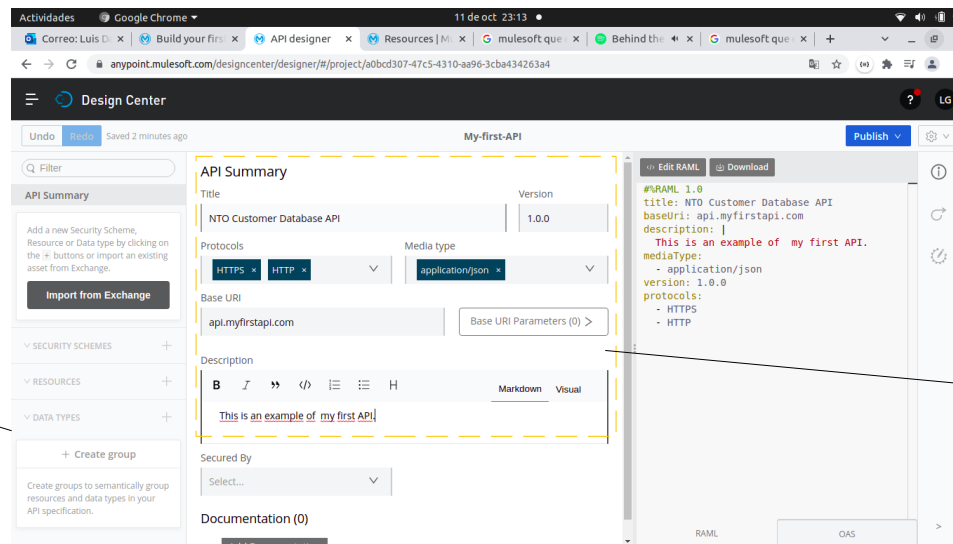 Actividades Google Chrome 11 de oct 23:13
Correo: Luis D Build your firs API designer Resources | M mulesoft que Behind the mulesoft que
anypoint.mulesoft.com/designcenter/designer/#/project/a0bcd307-47c5-4310-aa96-3cba434263a4
Design Center ? LG
Undo Redo Saved 2 minutes ago My-first-API Publish
Filter
API Summary
Add a new Security Scheme,
Resource or Data type by clicking on
the + buttons or import an existing
asset from Exchange.
Import from Exchange
SECURITY SCHEMES
RESOURCES
DATA TYPES
+ Create group
Create groups to semantically group
resources and data types in your
API specification.
API Summary
Title Version
NTO Customer Database API 1.0.0
Protocols Media type
HTTPS × HTTP × application/json ×
Base URI
api.myfirstapi.com Base URI Parameters (0) >
Description
B I ” </> H Markdown Visual
This is an example of my first API.
Secured By
Select...
Documentation (0)
</> Edit RAML Download
#%RAML 1.0
title: NTO Customer Database API
baseUri: api.myfirstapi.com
description: |
This is an example of my first API.
mediaType:
- application/json
version: 1.0.0
protocols:
- HTTPS
- HTTP
RAML OAS